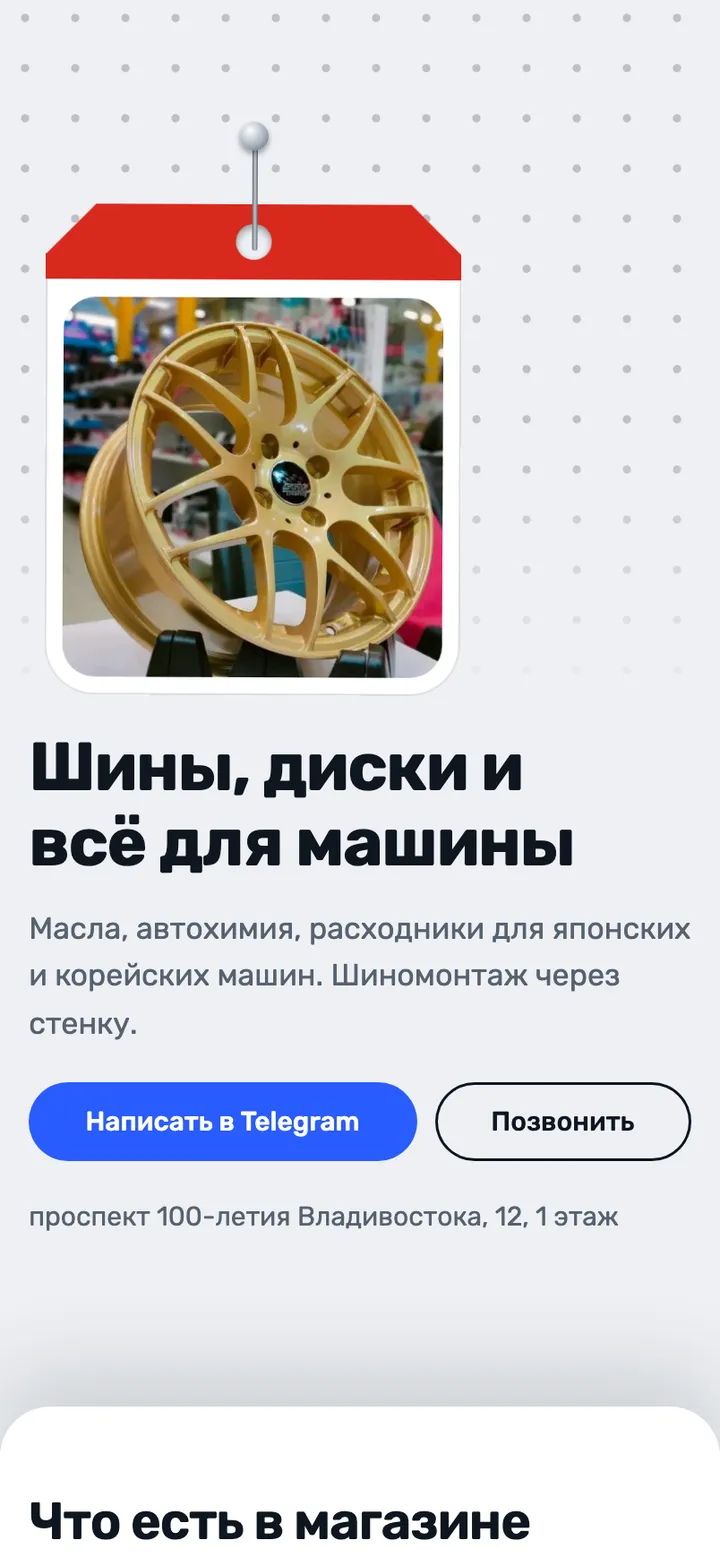 Шины, диски и
всё для машины
Масла, автохимия, расходники для японских
и корейских машин. Шиномонтаж через
стенку.
Написать в Telegram
Позвонить
проспект 100-летия Владивостока, 12, 1 этаж
Что есть в магазине